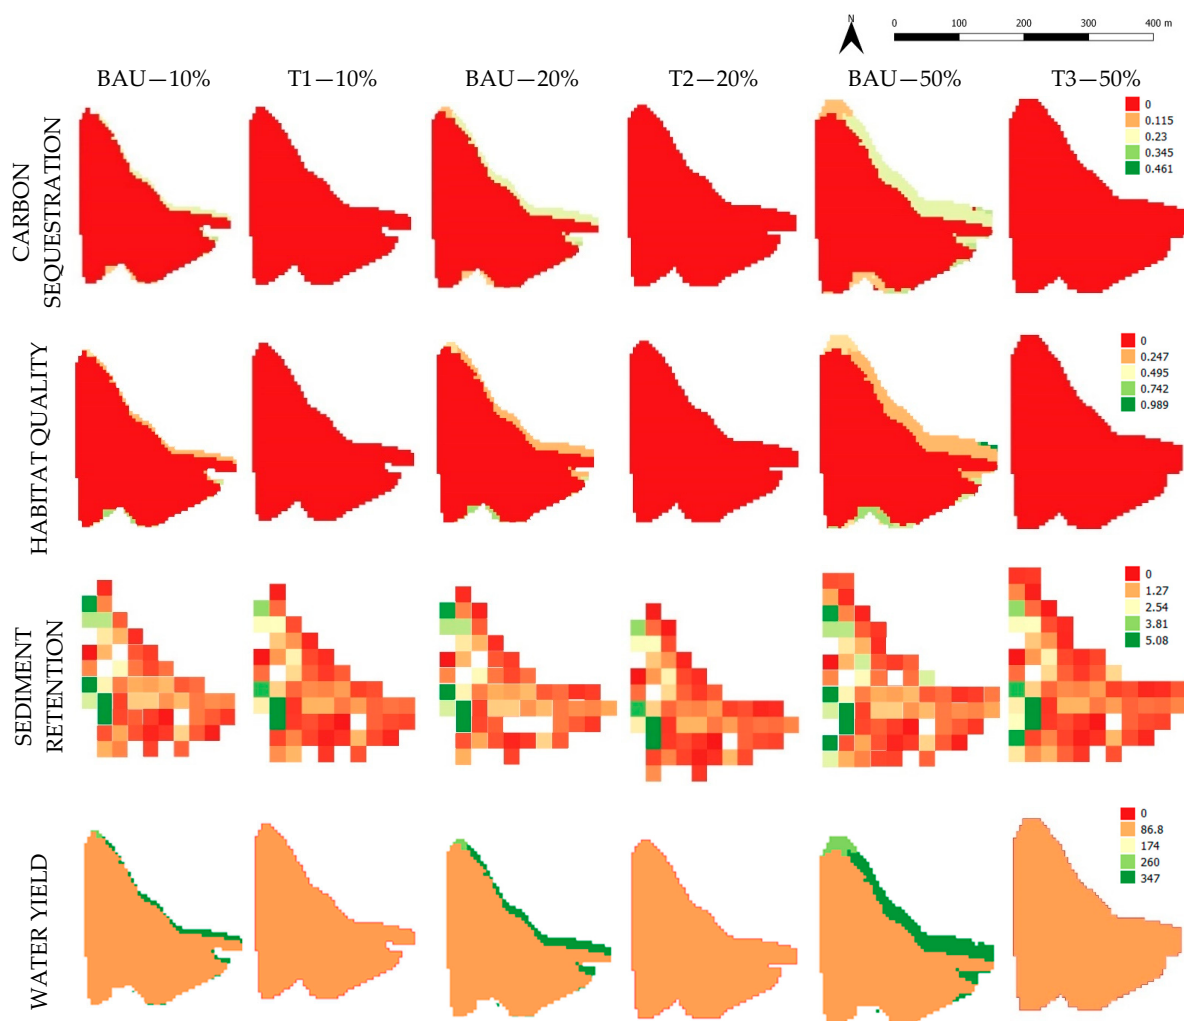 N
0 100 200 400 m
BAU—10% T1—10% BAU—20% T2—20% BAU—50% T3—50%
CARBON
SEQUESTRATION
0
0.115
0.23
0.345
0.461
HABITAT QUALITY
0
0.247
0.495
0.742
0.989
SEDIMENT
RETENTION
0
1.27
2.54
3.81
5.08
WATER YIELD
0
86.8
174
260
347